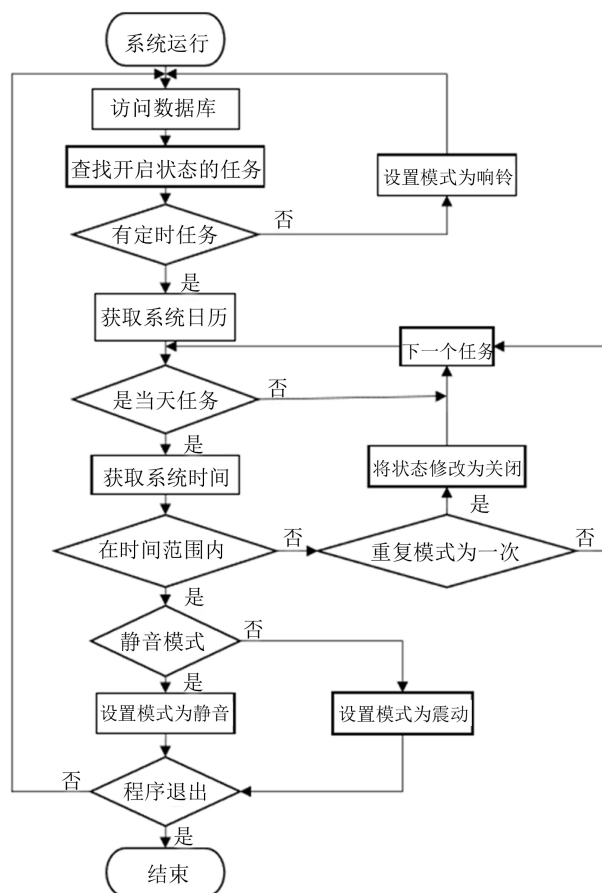 系统运行
访问数据库
查找开启状态的任务
设置模式为响铃
有定时任务
否
是
获取系统日历
下一个任务
是当天任务
否
是
获取系统时间
将状态修改为关闭
是
在时间范围内
否
重复模式为一次
否
是
静音模式
否
是
设置模式为静音
设置模式为震动
否
程序退出
是
结束